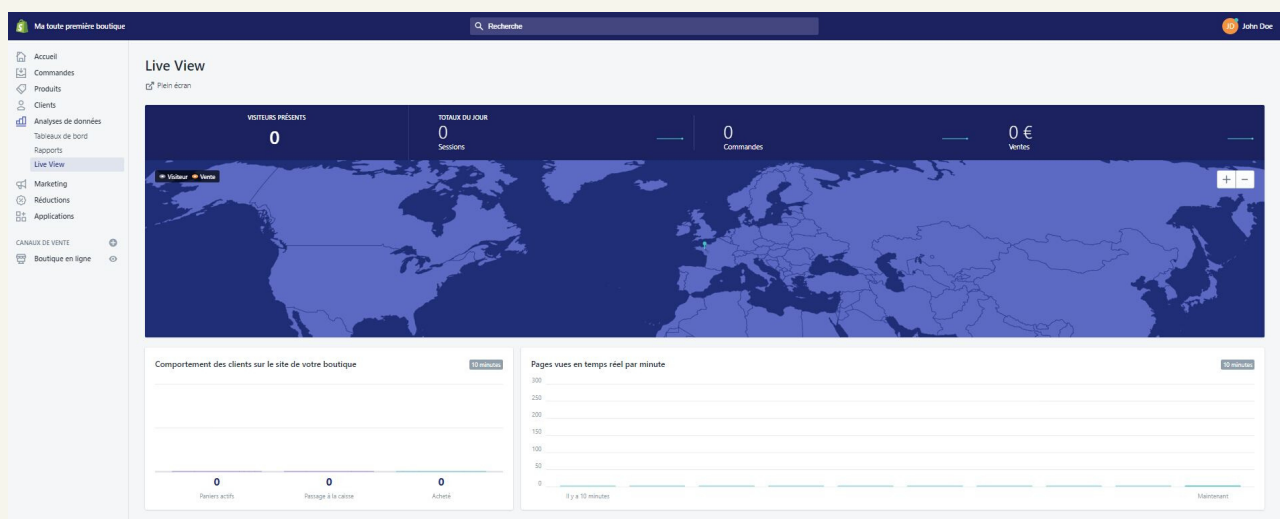 Ma toute première boutique
Recherche
JD
John Doe
Accueil
Commandes
Produits
Clients
Analyses de données
Tableaux de bord
Rapports
Live View
Marketing
Réductions
Applications
CANAUX DE VENTE
Boutique en ligne
Live View
Plein écran
VISITEURS PRÉSENTS
0
TOTAUX DU JOUR
0
Sessions
0
Commandes
0 €
Ventes
Visiteur Vente
+ −
Comportement des clients sur le site de votre boutique
10 minutes
0
Paniers actifs
0
Passage à la caisse
0
Acheté
Pages vues en temps réel par minute
10 minutes
300
250
200
150
100
50
0
Il y a 10 minutes
Maintenant